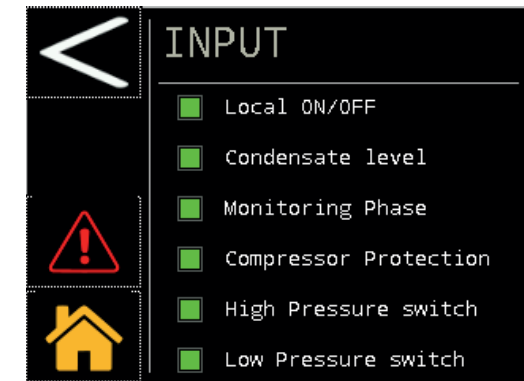 INPUT
Local ON/OFF
Condensate level
Monitoring Phase
Compressor Protection
High Pressure switch
Low Pressure switch